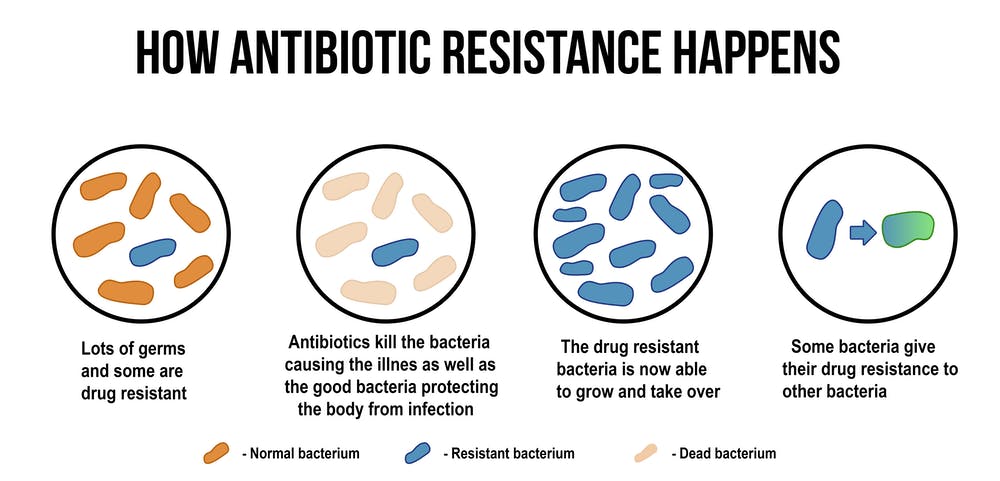 HOW ANTIBIOTIC RESISTANCE HAPPENS
Lots of germs
and some are
drug resistant
Antibiotics kill the bacteria
causing the illnes as well as
the good bacteria protecting
the body from infection
The drug resistant
bacteria is now able
to grow and take over
Some bacteria give
their drug resistance to
other bacteria
- Normal bacterium
- Resistant bacterium
- Dead bacterium